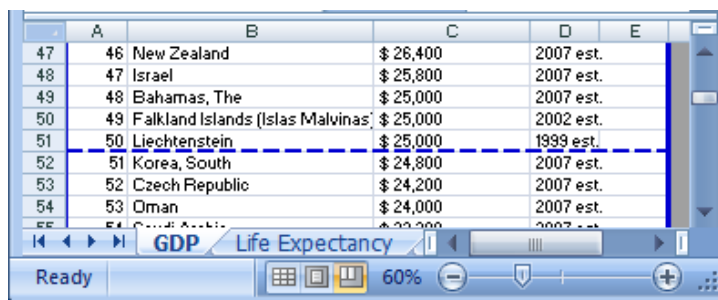 A B C D E
47 46 New Zealand $ 26,400 2007 est.
48 47 Israel $ 25,800 2007 est.
49 48 Bahamas, The $ 25,000 2007 est.
50 49 Falkland Islands (Islas Malvinas) $ 25,000 2002 est.
51 50 Liechtenstein $ 25,000 1999 est.
52 51 Korea, South $ 24,800 2007 est.
53 52 Czech Republic $ 24,200 2007 est.
54 53 Oman $ 24,000 2007 est.
55
GDP Life Expectancy
Ready 60%